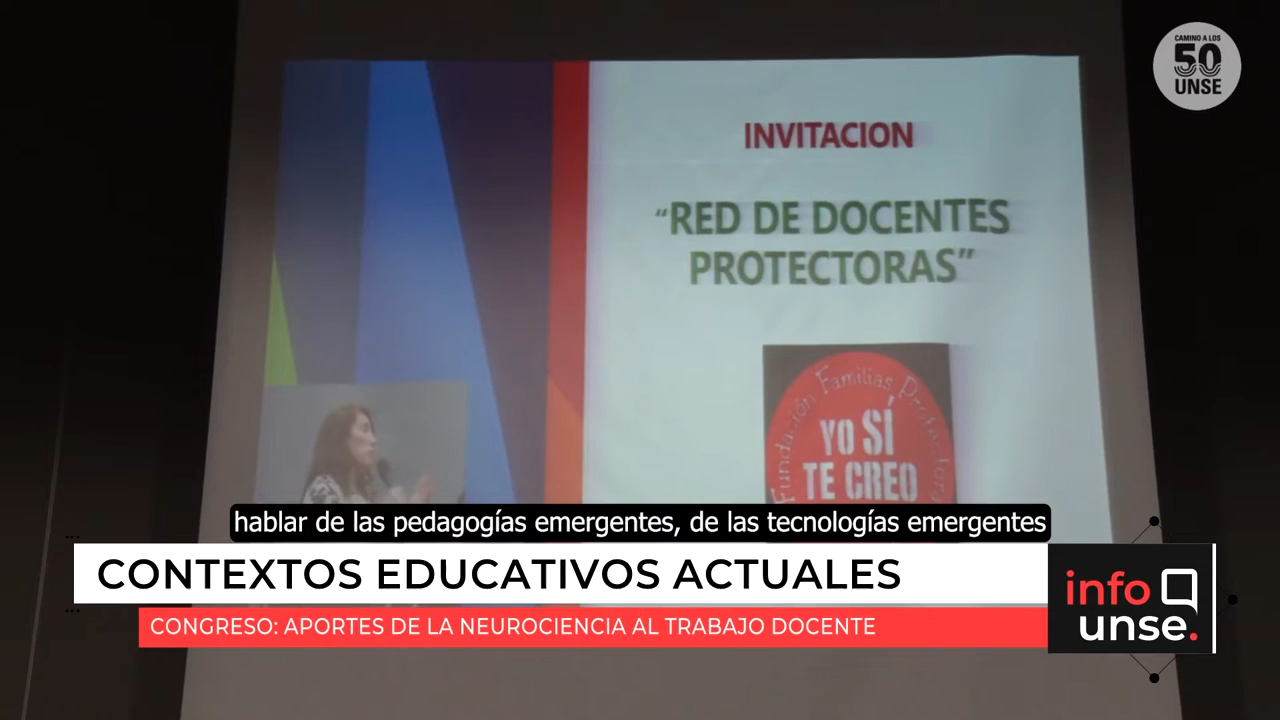 CAMINO A LOS
50
UNSE
INVITACION
“RED DE DOCENTES
PROTECTORAS”
Fundación Familias Protectora
YO SÍ
TE CREO
hablar de las pedagogías emergentes, de las tecnologías emergentes
CONTEXTOS EDUCATIVOS ACTUALES
CONGRESO: APORTES DE LA NEUROCIENCIA AL TRABAJO DOCENTE
info
unse.